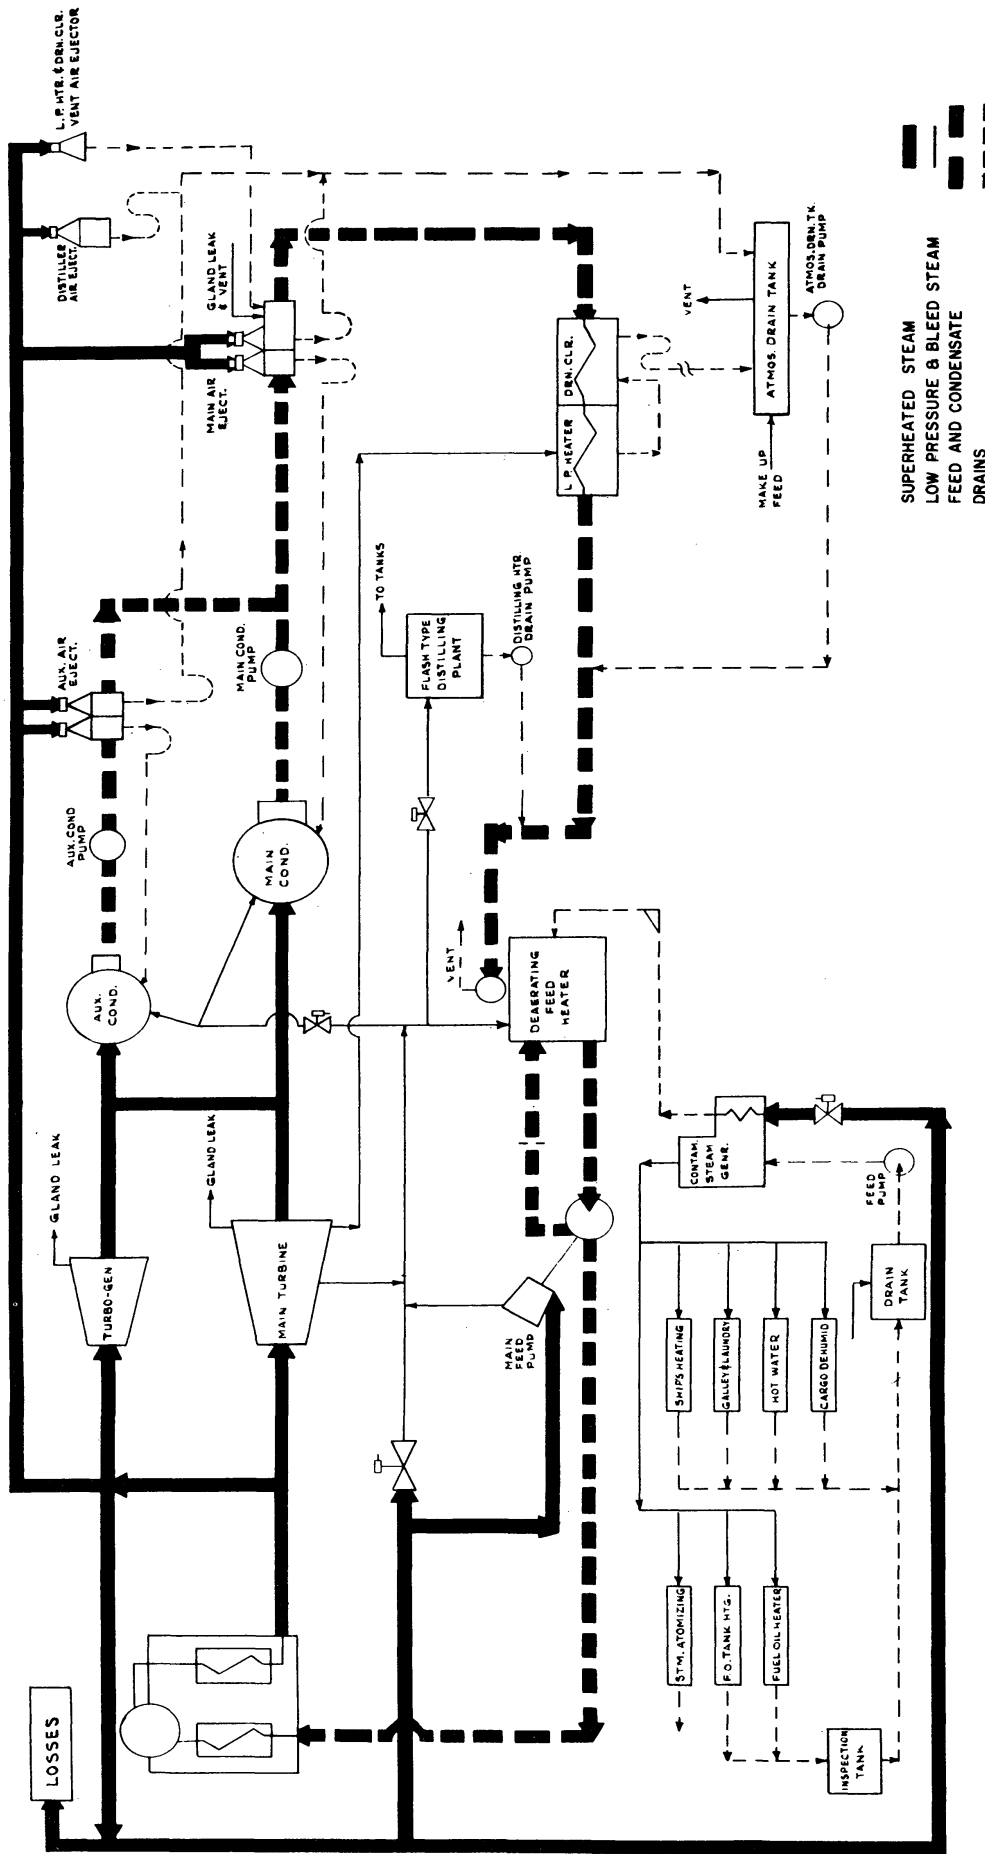 LOSSES
TURBO-GEN
GLAND LEAK
MAIN TURBINE
GLAND LEAK
AUX.
COND.
AUX. COND
PUMP
AUX. AIR
EJECT.
DISTILLER
AIR EJECT.
L.P. HTR. & DRN. CLR.
VENT AIR EJECTOR
MAIN
COND.
MAIN COND.
PUMP
MAIN AIR
EJECT.
GLAND LEAK
& VENT
FLASH TYPE
DISTILLING
PLANT
TO TANKS
DISTILLING HTR.
DRAIN PUMP
L.P. HEATER
DRN. CLR.
VENT
ATMOS. DRAIN TANK
MAKE UP
FEED
ATMOS. DRN. TK.
DRAIN PUMP
VENT
DEAERATING
FEED
HEATER
MAIN
FEED
PUMP
CONTAM.
STEAM
GENR.
FEED
PUMP
DRAIN
TANK
SHIP'S HEATING
GALLEY & LAUNDRY
HOT WATER
CARGO DEHUMID
STM. ATOMIZING
F.O. TANK HTG.
FUEL OIL HEATER
INSPECTION
TANK
SUPERHEATED STEAM
LOW PRESSURE & BLEED STEAM
FEED AND CONDENSATE
DRAINS